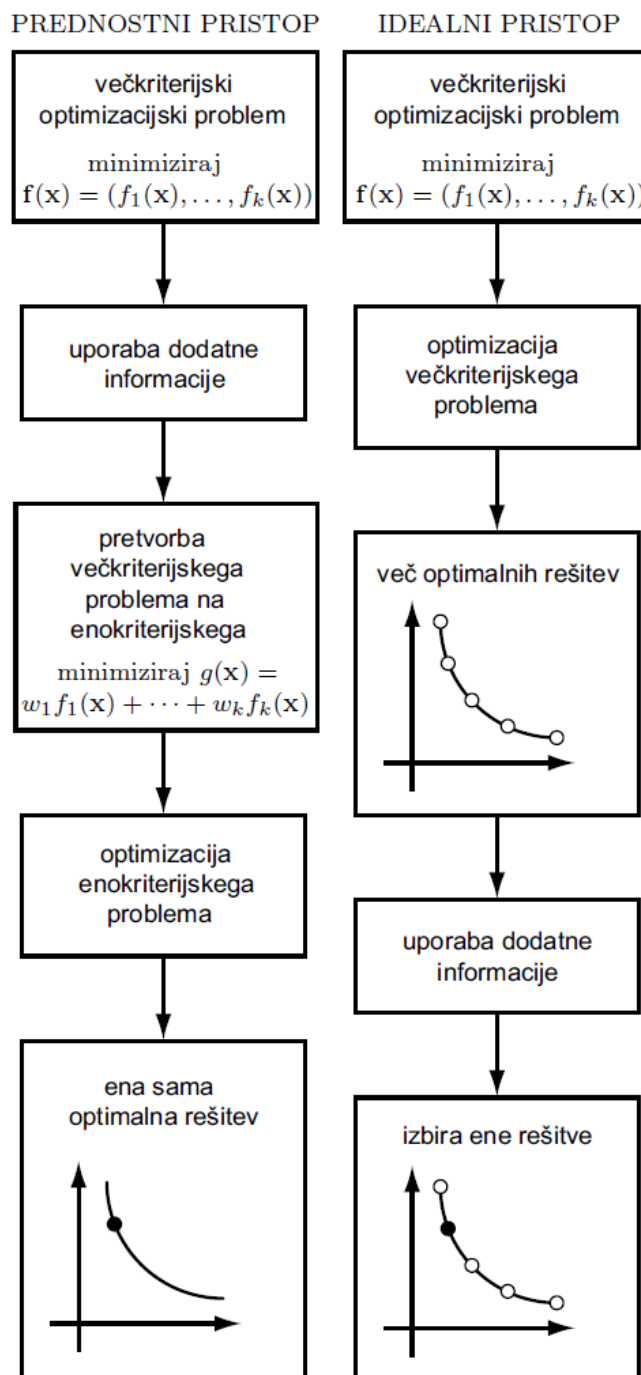 PREDNOSTNI PRISTOP
večkriterijski
optimizacijski problem
minimiziraj
f(x) = (f₁(x), . . . , fₖ(x))
uporaba dodatne
informacije
pretvorba
večkriterijskega
problema na
enokriterijskega
minimiziraj g(x) =
w₁f₁(x) + · · · + wₖfₖ(x)
optimizacija
enokriterijskega
problema
ena sama
optimalna rešitev
IDEALNI PRISTOP
večkriterijski
optimizacijski problem
minimiziraj
f(x) = (f₁(x), . . . , fₖ(x))
optimizacija
večkriterijskega
problema
več optimalnih rešitev
uporaba dodatne
informacije
izbira ene rešitve